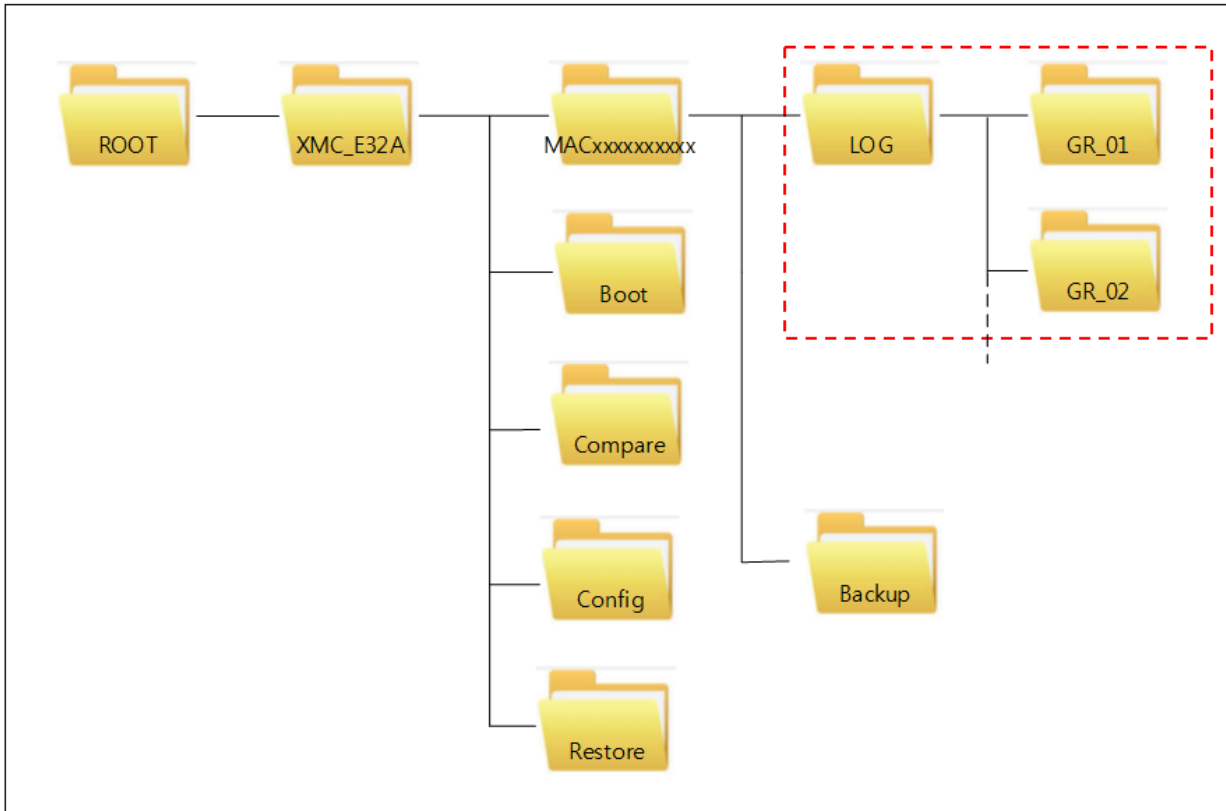 ROOT
XMC_E32A
MACxxxxxxxxxx
LOG
GR_01
Boot
GR_02
Compare
Config
Backup
Restore